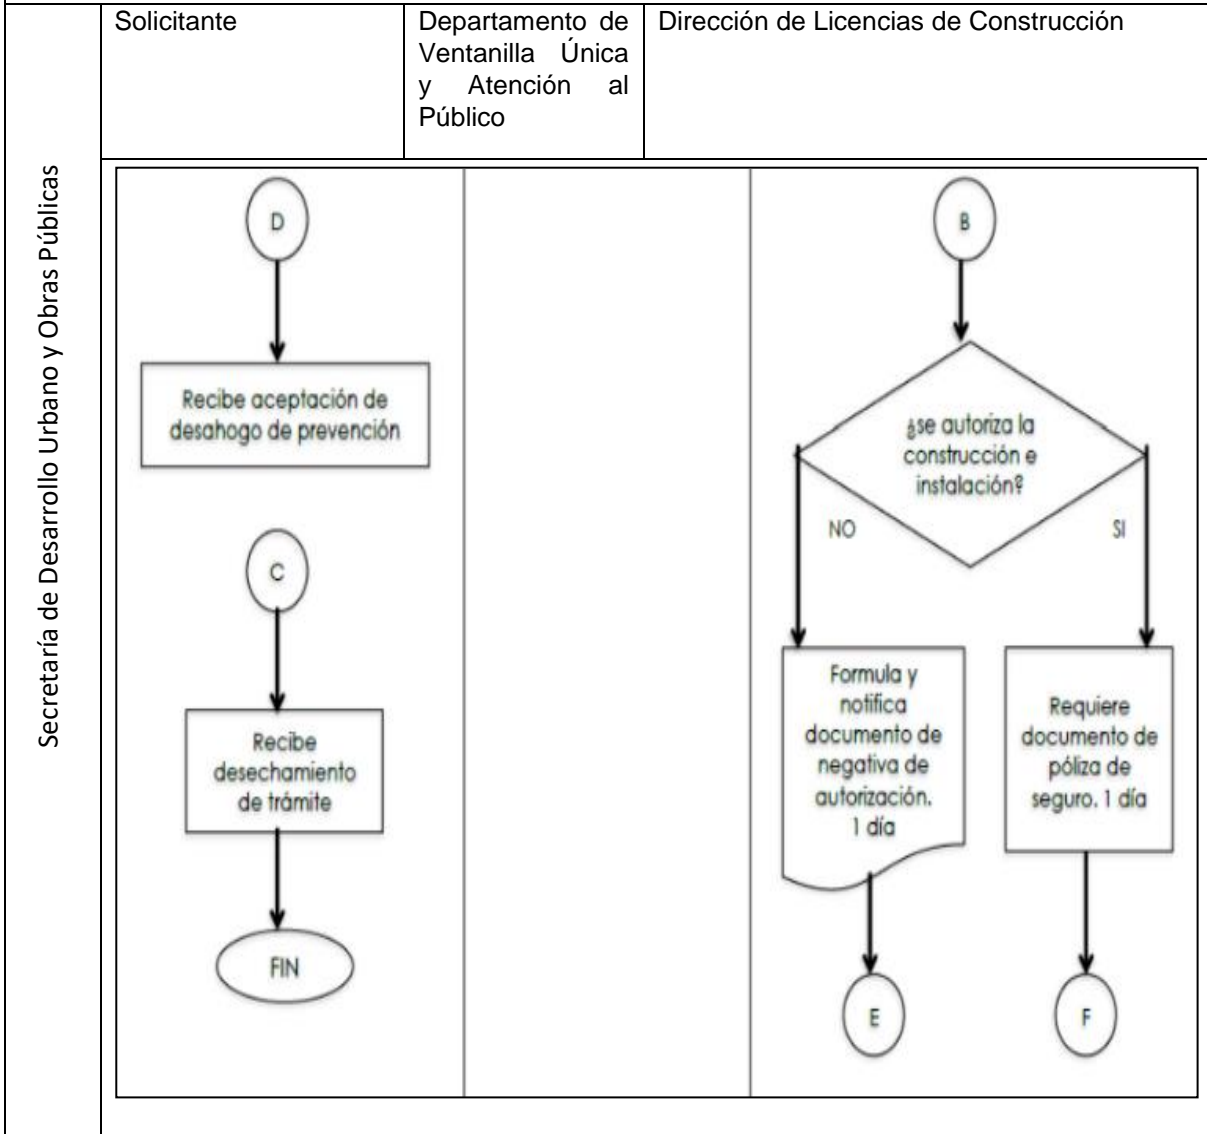 Solicitante
Departamento de
Ventanilla Única
y Atención al
Público
Dirección de Licencias de Construcción
Secretaría de Desarrollo Urbano y Obras Públicas
D
Recibe aceptación de
desahogo de prevención
C
Recibe
desechamiento
de trámite
FIN
B
¿se autoriza la
construcción e
instalación?
NO
SI
Formula y
notifica
documento de
negativa de
autorización.
1 día
Requiere
documento de
póliza de
seguro. 1 día
E
F